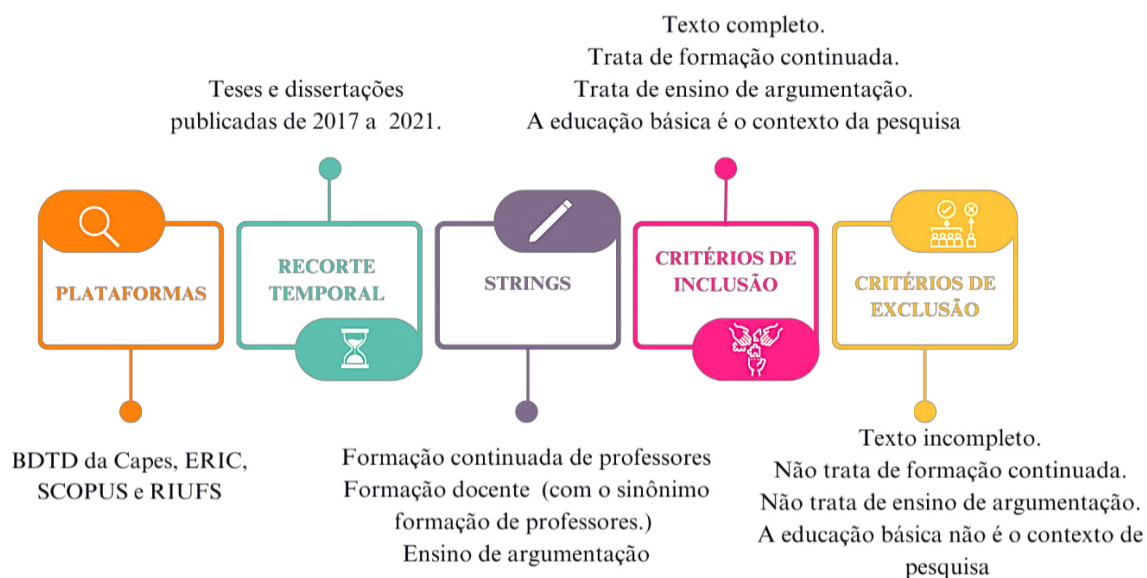 PLATAFORMAS
BDTD da Capes, ERIC,
SCOPUS e RIUFS
Teses e dissertações
publicadas de 2017 a 2021.
RECORTE
TEMPORAL
STRINGS
Formação continuada de professores
Formação docente (com o sinônimo
formação de professores.)
Ensino de argumentação
Texto completo.
Trata de formação continuada.
Trata de ensino de argumentação.
A educação básica é o contexto da pesquisa
CRITÉRIOS DE
INCLUSÃO
CRITÉRIOS DE
EXCLUSÃO
Texto incompleto.
Não trata de formação continuada.
Não trata de ensino de argumentação.
A educação básica não é o contexto de
pesquisa